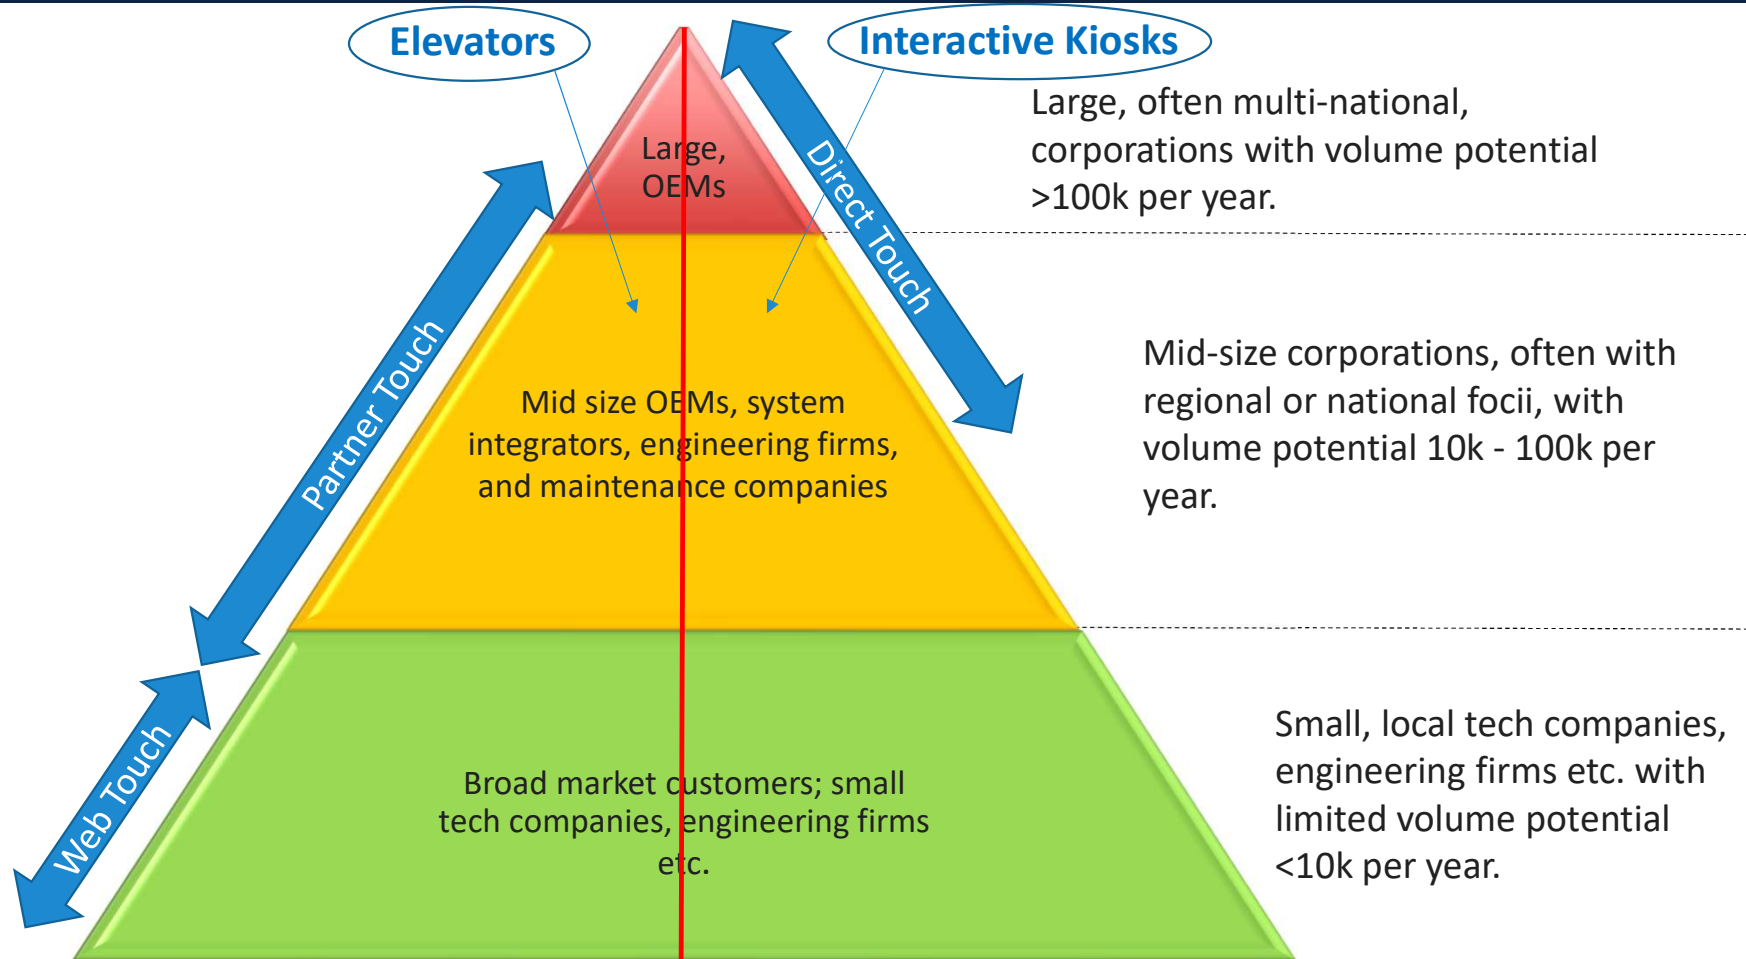 Elevators
Interactive Kiosks
Large, often multi-national,
corporations with volume potential
>100k per year.
Large,
OEMs
Direct Touch
Partner Touch
Mid size OEMs, system
integrators, engineering firms,
and maintenance companies
Mid-size corporations, often with
regional or national focii, with
volume potential 10k - 100k per
year.
Web Touch
Broad market customers; small
tech companies, engineering firms
etc.
Small, local tech companies,
engineering firms etc. with
limited volume potential
<10k per year.